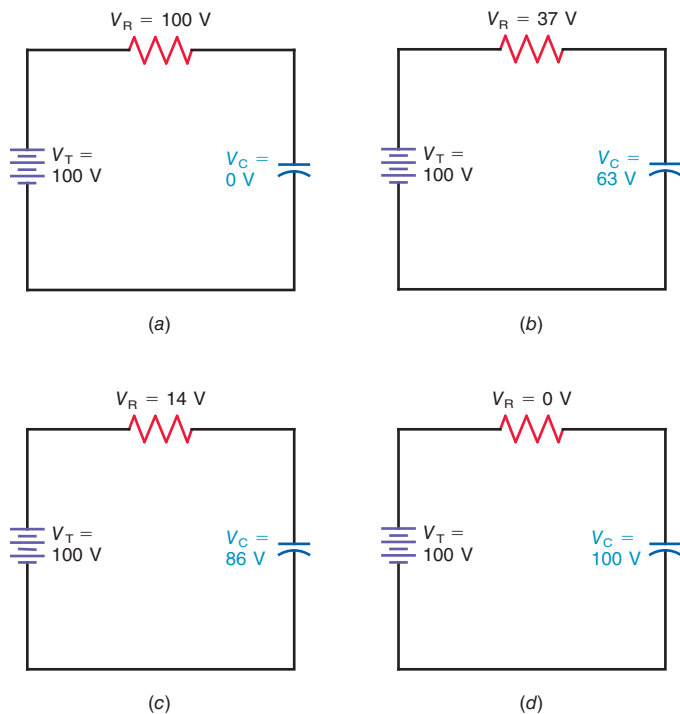 V_R = 100 V
V_T =
100 V
V_C =
0 V
(a)
V_R = 37 V
V_T =
100 V
V_C =
63 V
(b)
V_R = 14 V
V_T =
100 V
V_C =
86 V
(c)
V_R = 0 V
V_T =
100 V
V_C =
100 V
(d)